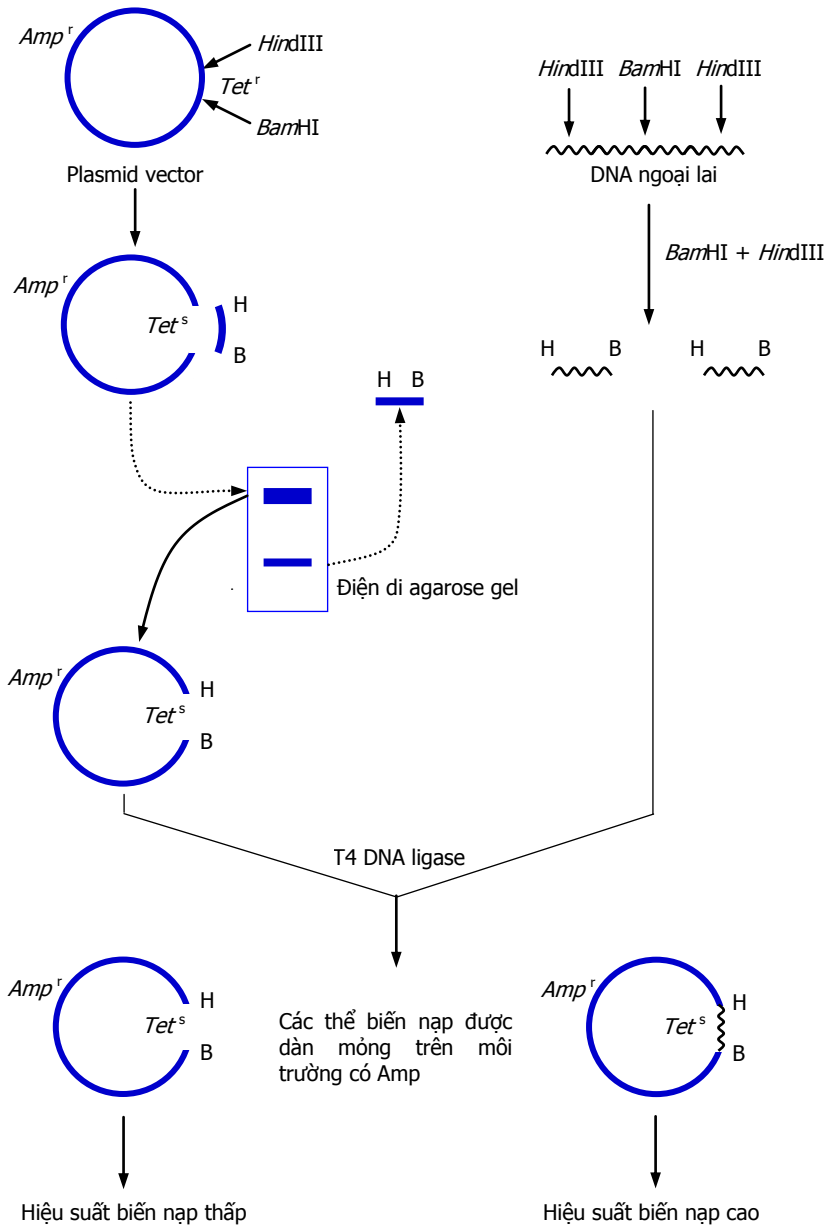 Amp r
HindIII
Tet r
BamHI
Plasmid vector
HindIII BamHI HindIII
DNA ngoại lai
BamHI + HindIII
Amp r
Tet s
H
B
H B
H B
H B
Điện di agarose gel
Amp r
Tet s
H
B
T4 DNA ligase
Amp r
Tet s
H
B
Các thể biến nạp được
dàn mỏng trên môi
trường có Amp
Amp r
Tet s
H
B
Hiệu suất biến nạp thấp
Hiệu suất biến nạp cao